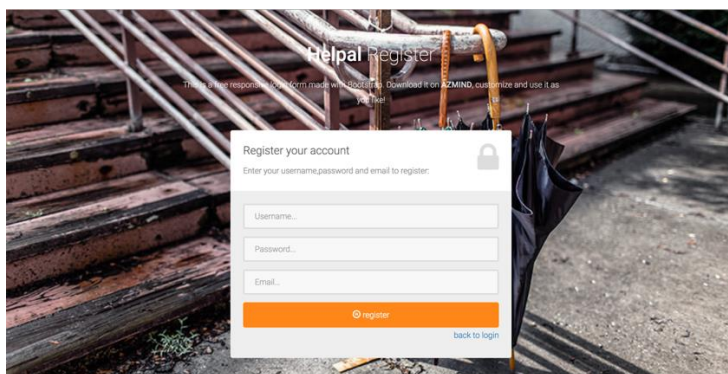 Helpal Register
This is a free responsive login form made with Bootstrap. Download it on AZMIND, customize and use it as
you like!
Register your account
Enter your username,password and email to register:
Username...
Password...
Email...
register
back to login